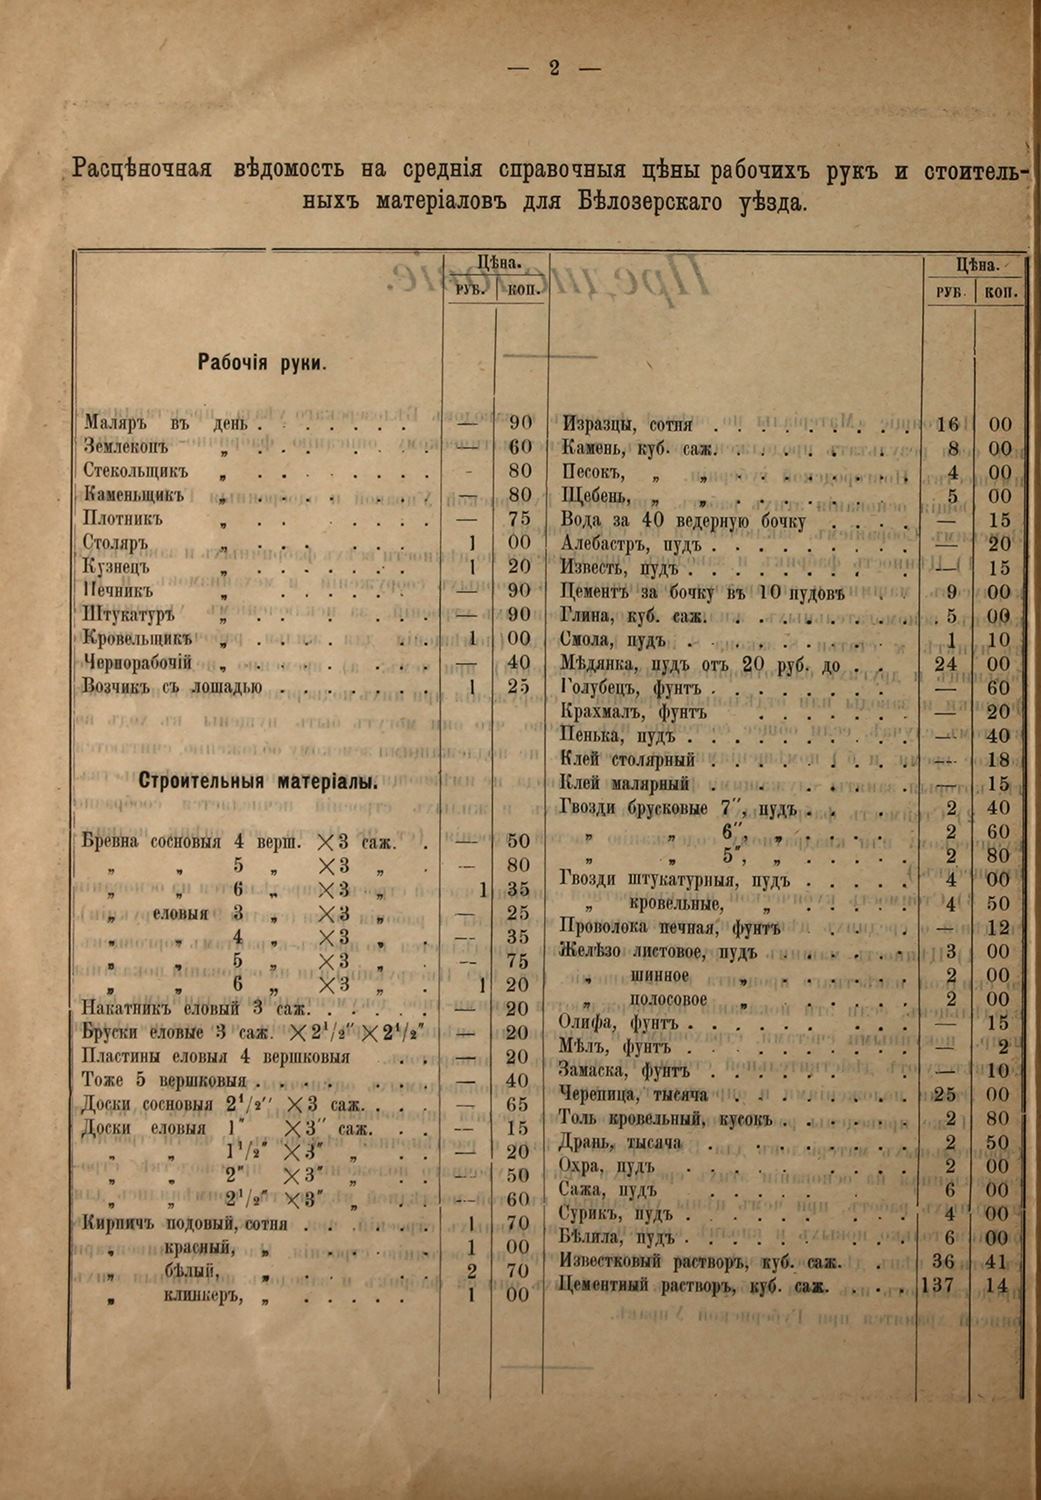 — 2 —
Расцѣночная вѣдомость на среднія справочныя цѣны рабочихъ рукъ и стоитель-
ныхъ матеріаловъ для Бѣлозерскаго уѣзда.
Цѣна.
РУБ. КОП.
Рабочія руки.
Маляръ въ день . . . . . . . — 90
Землекопъ „ . . . . . . . — 60
Стекольщикъ „ . . . . . . - 80
Каменьщикъ „ . . . . . . . — 80
Плотникъ „ . . . . . . — 75
Столяръ „ . . . . . . 1 00
Кузнецъ „ . . . . . . . 1 20
Печникъ „ . . . . . . — 90
Штукатуръ „ . . . . . . — 90
Кровельщикъ „ . . . . . . 1 00
Чернорабочій „ . . . . . . . — 40
Возчикъ съ лошадью . . . . . . . 1 25
Строительныя матеріалы.
Бревна сосновыя 4 верш. ×3 саж. . — 50
„ „ 5 „ ×3 „ . — 80
„ „ 6 „ ×3 „ 1 35
„ еловыя 3 „ ×3 „ — 25
„ „ 4 „ ×3 „ . — 35
„ „ 5 „ ×3 „ — 75
„ „ 6 „ ×3 „ . 1 20
Накатникъ еловый 3 саж. . . . . . — 20
Бруски еловые 3 саж. ×2¹/₂″ ×2¹/₂″ — 20
Пластины еловыя 4 вершковыя . . — 20
Тоже 5 вершковыя . . . . . . . — 40
Доски сосновыя 2¹/₂″ ×3 саж. . . . — 65
Доски еловыя 1″ ×3″ саж. . . — 15
„ „ 1¹/₂″ ×3″ „ . . — 20
„ „ 2″ ×3″ „ . . — 50
„ „ 2¹/₂″ ×3″ „ . . — 60
Кирпичъ подовый, сотня . . . . . . 1 70
„ красный, „ . . . . . 1 00
„ бѣлый, „ . . . . 2 70
„ клинкеръ, „ . . . . . 1 00
Цѣна.
РУБ. КОП.
Изразцы, сотня . . . . . . . . . 16 00
Камень, куб. саж. . . . . . . 8 00
Песокъ, „ „ . . . . . . . . 4 00
Щебень, „ „ . . . . . . 5 00
Вода за 40 ведерную бочку . . . . — 15
Алебастръ, пудъ . . . . . . . . . — 20
Известь, пудъ . . . . . . . . — 15
Цементъ за бочку въ 10 пудовъ . 9 00
Глина, куб. саж. . . . . . . . . 5 00
Смола, пудъ . . . . . . . . 1 10
Мѣдянка, пудъ отъ 20 руб. до . . 24 00
Голубецъ, фунтъ . . . . . . . . — 60
Крахмалъ, фунтъ . . . . . . . — 20
Пенька, пудъ . . . . . . . . . . — 40
Клей столярный . . . . . . . . . — 18
Клей малярный . . . . . . — 15
Гвозди брусковые 7″, пудъ . . . 2 40
„ „ 6″, „ . . . . 2 60
„ „ 5″, „ . . . . . 2 80
Гвозди штукатурныя, пудъ . . . . . 4 00
„ кровельные, „ . . . . . 4 50
Проволока печная, фунтъ . . . . — 12
Желѣзо листовое, пудъ . . . . . . 3 00
„ шинное „ . . . . . . 2 00
„ полосовое „ . . . . . 2 00
Олифа, фунтъ . . . . . . . . . — 15
Мѣлъ, фунтъ . . . . . . . . . . — 2
Замаска, фунтъ . . . . . . . — 10
Черепица, тысяча . . . . . . . . 25 00
Толь кровельный, кусокъ . . . . . . 2 80
Дрань, тысяча . . . . . . . 2 50
Охра, пудъ . . . . . . . . . 2 00
Сажа, пудъ . . . . . . 6 00
Сурикъ, пудъ . . . . . . . . . 4 00
Бѣлила, пудъ . . . . . . . . . 6 00
Известковый растворъ, куб. саж. . 36 41
Цементный растворъ, куб. саж. . . . . 137 14